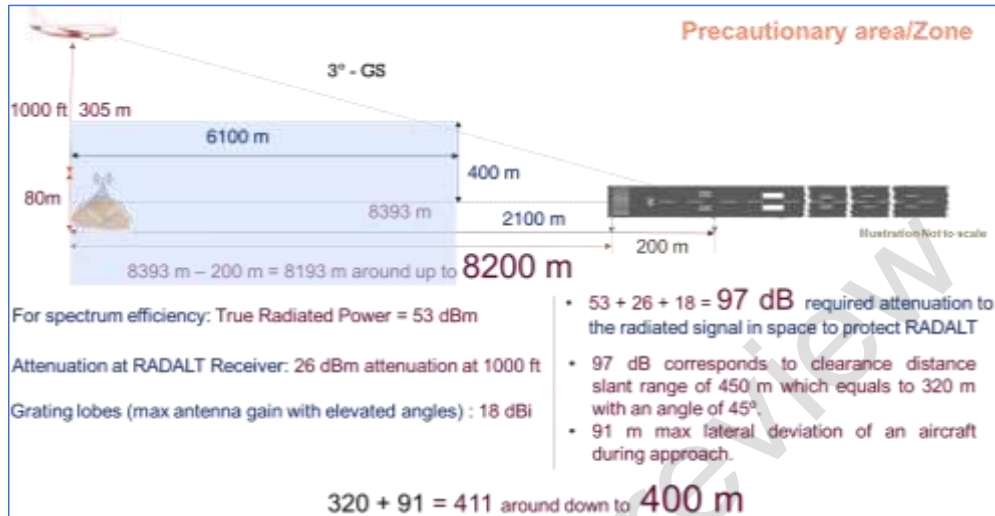 Precautionary area/Zone
3º - GS
1000 ft 305 m
6100 m
400 m
80m
8393 m
2100 m
Illustration Not to scale
200 m
8393 m – 200 m = 8193 m around up to 8200 m
For spectrum efficiency: True Radiated Power = 53 dBm
Attenuation at RADALT Receiver: 26 dBm attenuation at 1000 ft
Grating lobes (max antenna gain with elevated angles) : 18 dBi
• 53 + 26 + 18 = 97 dB required attenuation to
the radiated signal in space to protect RADALT
• 97 dB corresponds to clearance distance
slant range of 450 m which equals to 320 m
with an angle of 45º.
• 91 m max lateral deviation of an aircraft
during approach.
320 + 91 = 411 around down to 400 m